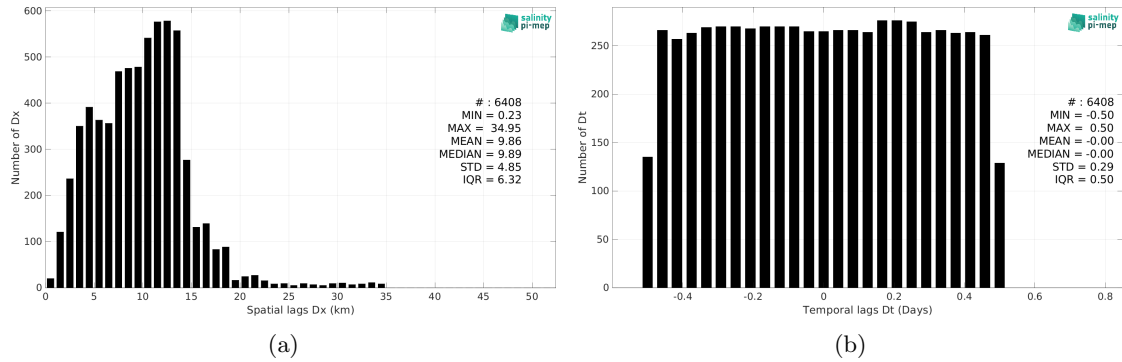 600
500
400
300
200
100
0
Number of Dx
0 5 10 15 20 25 30 35 40 45 50
Spatial lags Dx (km)
salinity
pi-mep
# : 6408
MIN = 0.23
MAX = 34.95
MEAN = 9.86
MEDIAN = 9.89
STD = 4.85
IQR = 6.32
(a)
250
200
150
100
50
0
Number of Dt
-0.4 -0.2 0 0.2 0.4 0.6 0.8
Temporal lags Dt (Days)
salinity
pi-mep
# : 6408
MIN = -0.50
MAX = 0.50
MEAN = -0.00
MEDIAN = -0.00
STD = 0.29
IQR = 0.50
(b)